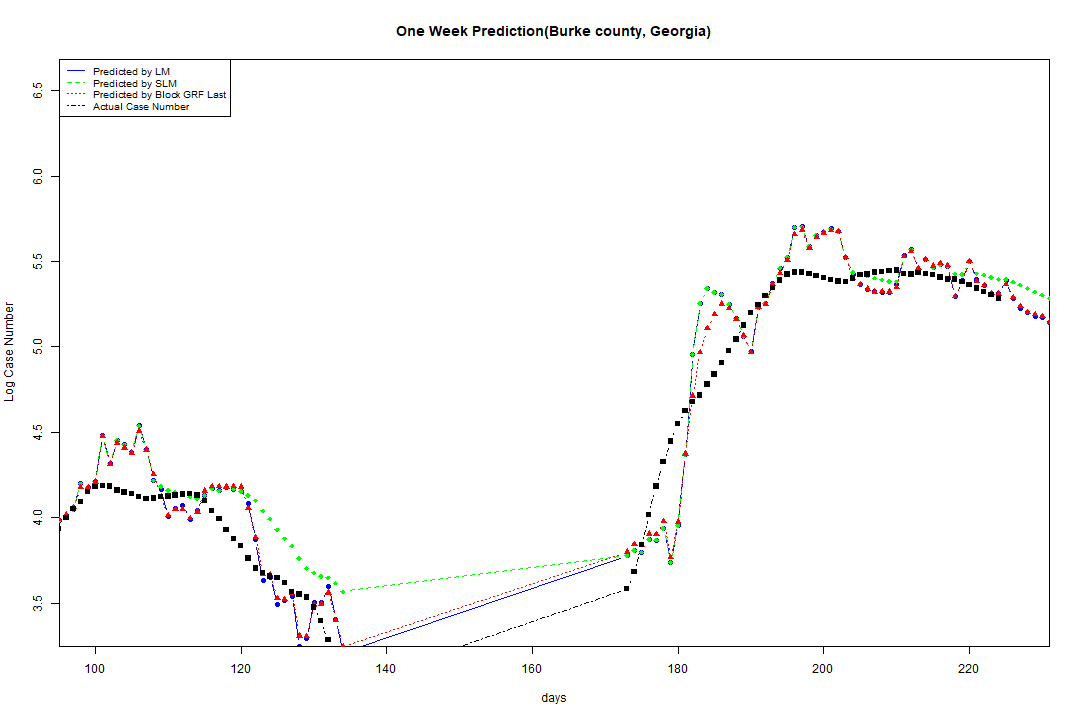 One Week Prediction(Burke county, Georgia)
Predicted by LM
Predicted by SLM
Predicted by Block GRF Last
Actual Case Number
Log Case Number
6.5
6.0
5.5
5.0
4.5
4.0
3.5
100 120 140 160 180 200 220
days